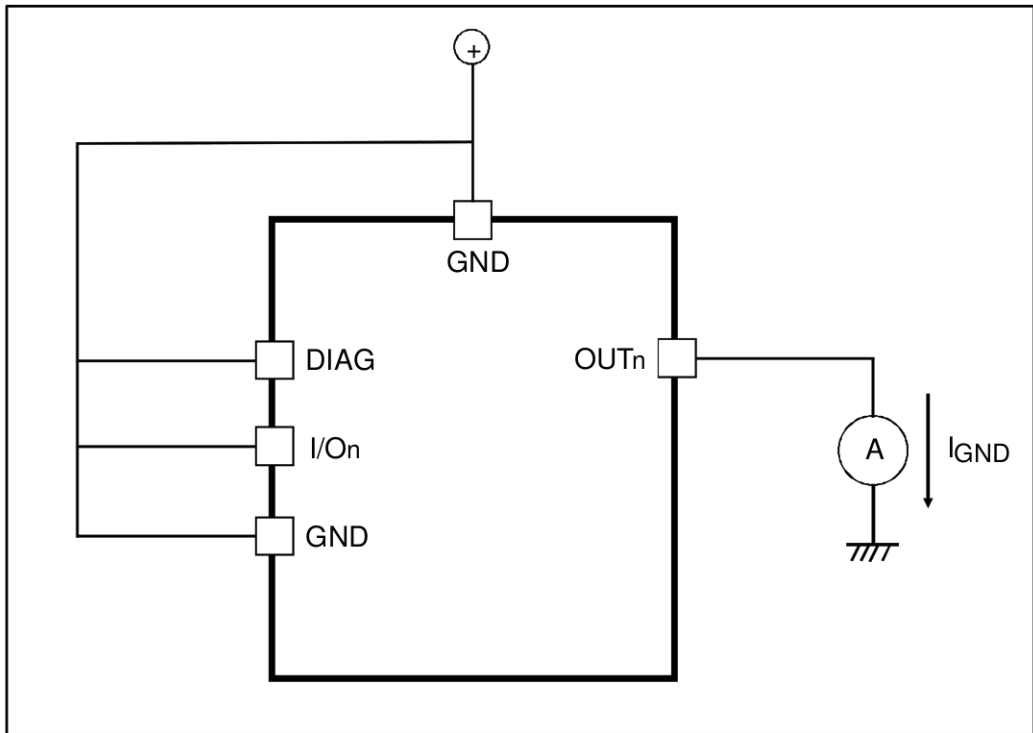 +
GND
DIAG
OUTn
I/On
A
IGND
GND